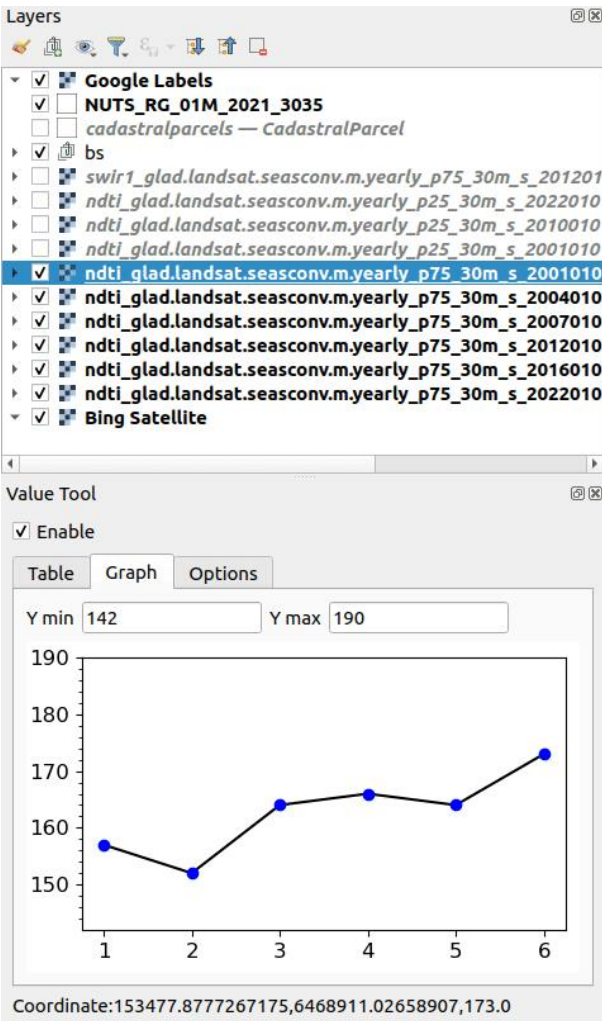 Layers
Google Labels
NUTS_RG_01M_2021_3035
cadastralparcels — CadastralParcel
bs
swir1_glad.landsat.seasconv.m.yearly_p75_30m_s_201201
ndti_glad.landsat.seasconv.m.yearly_p25_30m_s_2022010
ndti_glad.landsat.seasconv.m.yearly_p25_30m_s_2010010
ndti_glad.landsat.seasconv.m.yearly_p25_30m_s_2001010
ndti_glad.landsat.seasconv.m.yearly_p75_30m_s_2001010
ndti_glad.landsat.seasconv.m.yearly_p75_30m_s_2004010
ndti_glad.landsat.seasconv.m.yearly_p75_30m_s_2007010
ndti_glad.landsat.seasconv.m.yearly_p75_30m_s_2012010
ndti_glad.landsat.seasconv.m.yearly_p75_30m_s_2016010
ndti_glad.landsat.seasconv.m.yearly_p75_30m_s_2022010
Bing Satellite
Value Tool
Enable
Table Graph Options
Y min 142 Y max 190
190
180
170
160
150
1 2 3 4 5 6
Coordinate:153477.8777267175,6468911.02658907,173.0